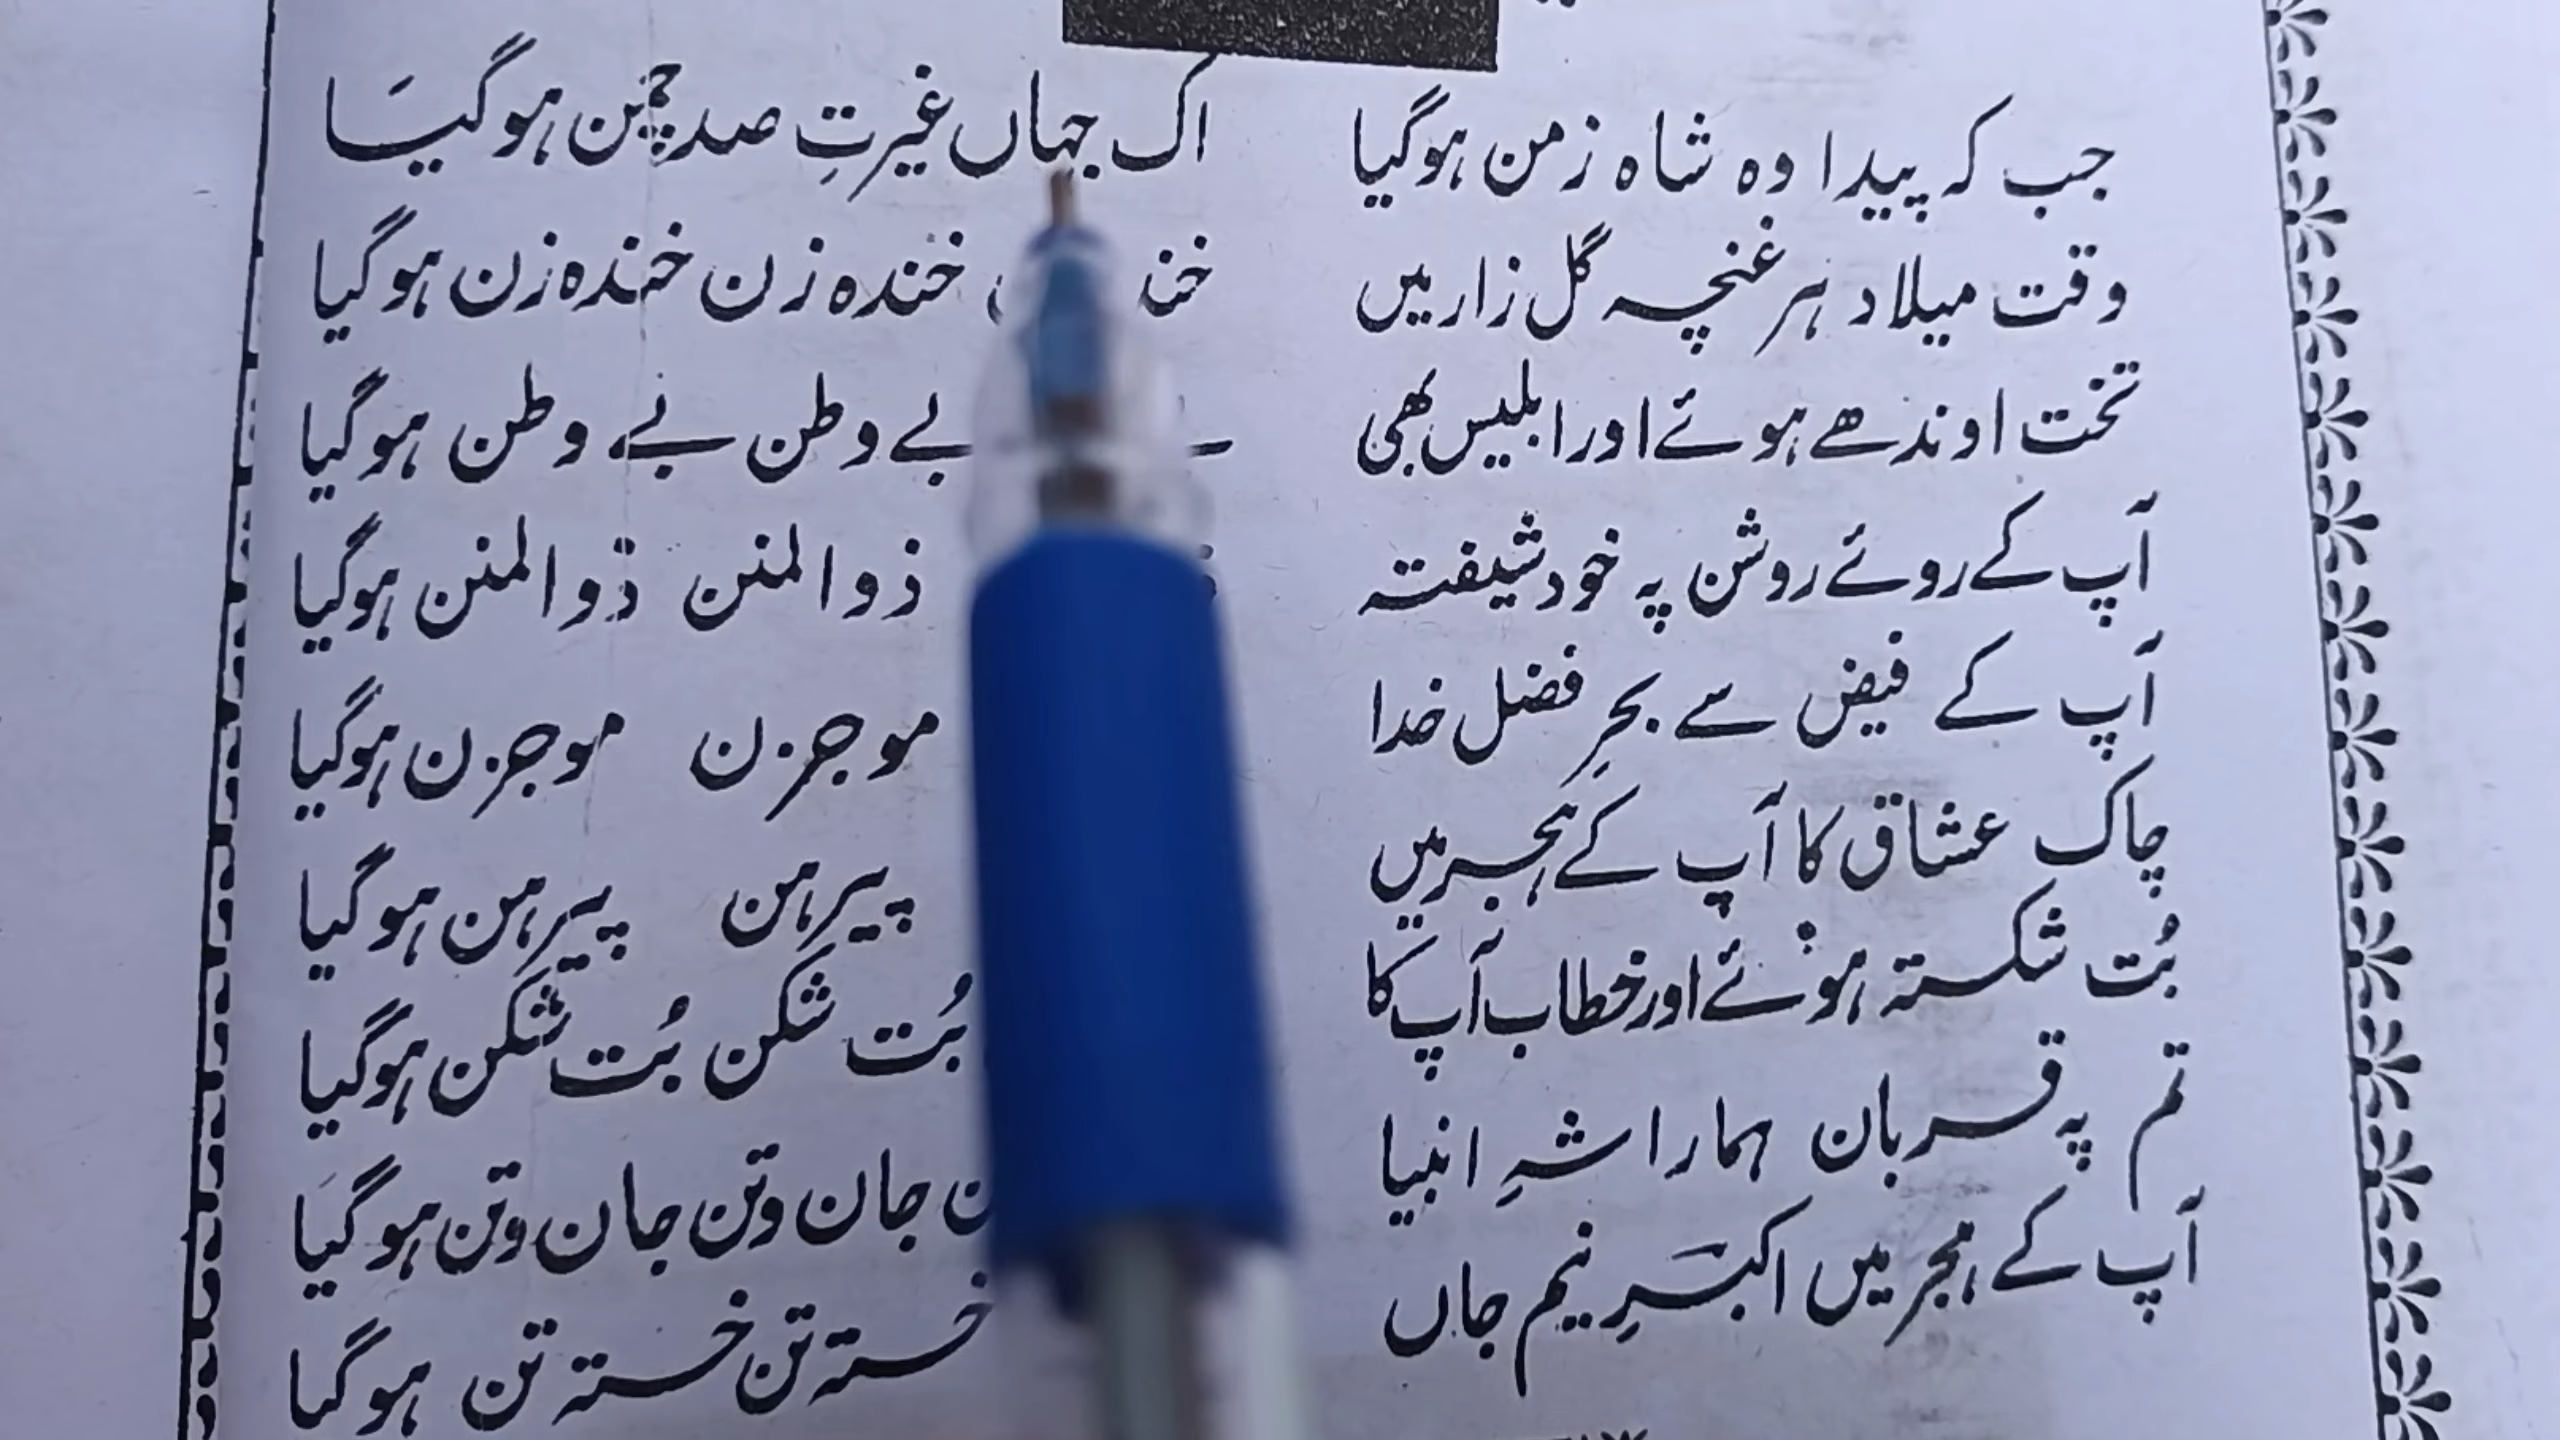 جب کہ پیدا وہ شاہ زمن ہوگیا اک جہاں غیرتِ صد چمن ہوگیا
وقت میلاد ہر غنچہ گل زار میں خندہ زن خندہ زن ہوگیا
تخت اوندھے ہوئے اور ابلیس بھی بے وطن بے وطن ہوگیا
آپ کے روئے روشن پہ خود شیفتہ ذوالمنن ذوالمنن ہوگیا
آپ کے فیض سے بحرِ فضل خدا موجزن موجزن ہوگیا
چاک عشاق کا آپ کے ہجر میں پیرہن پیرہن ہوگیا
بُت شکستہ ہوئے اور خطاب آپ کا بُت شکن بُت شکن ہوگیا
تم پہ قربان ہمارا شہِ انبیا جان وتن جان وتن ہوگیا
آپ کے ہجر میں اکبرِ نیم جاں خستہ تن خستہ تن ہوگیا